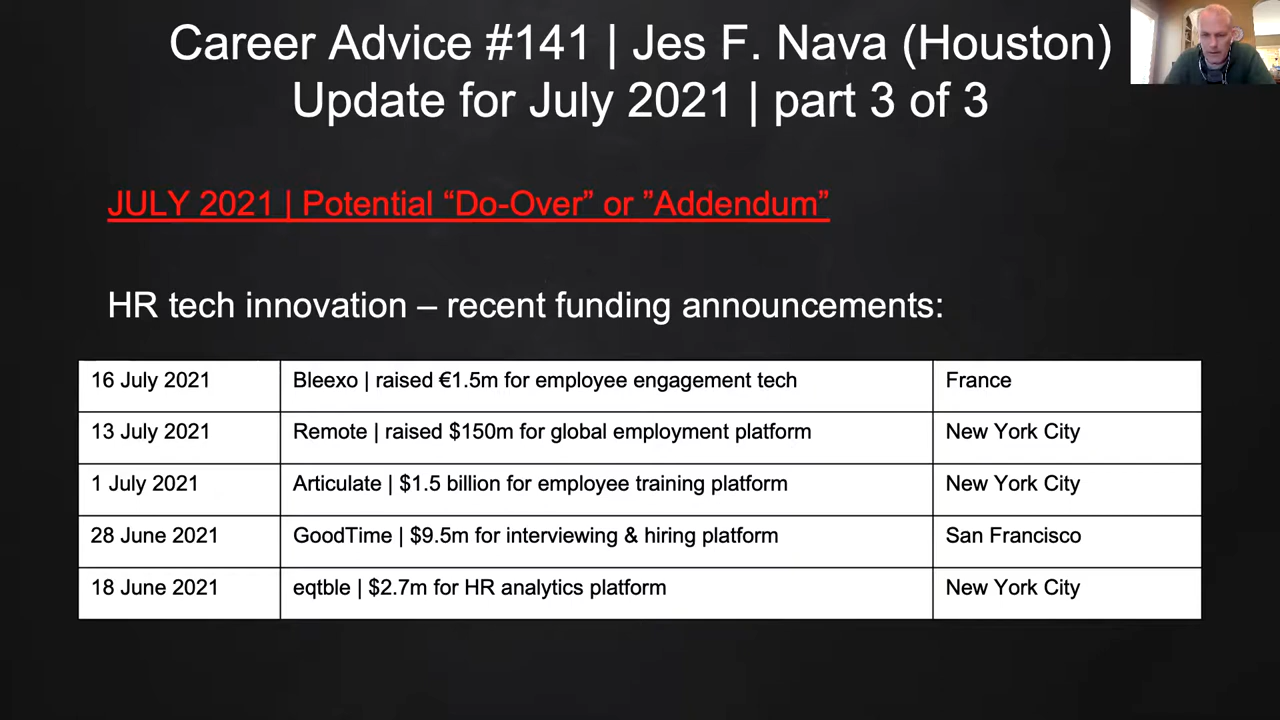 Career Advice #141 | Jes F. Nava (Houston)
Update for July 2021 | part 3 of 3
JULY 2021 | Potential “Do-Over” or ”Addendum”
HR tech innovation – recent funding announcements:
16 July 2021 Bleexo | raised €1.5m for employee engagement tech France
13 July 2021 Remote | raised $150m for global employment platform New York City
1 July 2021 Articulate | $1.5 billion for employee training platform New York City
28 June 2021 GoodTime | $9.5m for interviewing & hiring platform San Francisco
18 June 2021 eqtble | $2.7m for HR analytics platform New York City